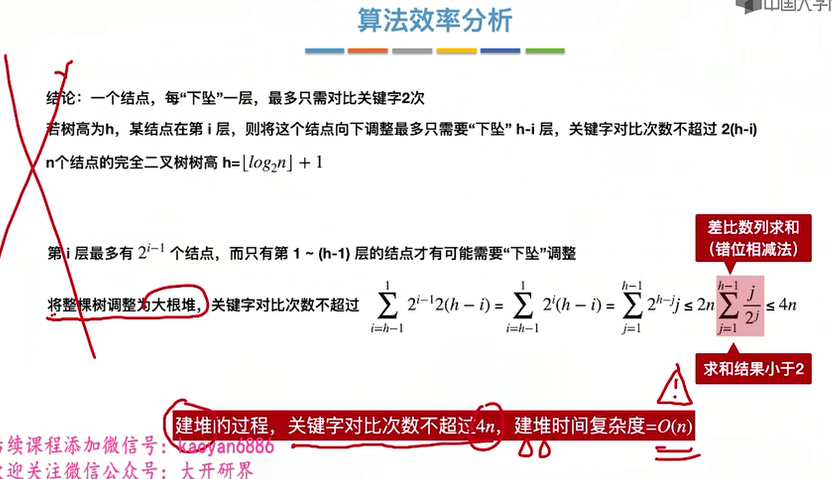 中国大学
算法效率分析
结论：一个结点，每“下坠”一层，最多只需对比关键字2次
若树高为h，某结点在第 i 层，则将这个结点向下调整最多只需要“下坠” h-i 层，关键字对比次数不超过 2(h-i)
n个结点的完全二叉树树高 h=⌊log₂n⌋ + 1
差比数列求和
（错位相减法）
第 i 层最多有 2^{i−1} 个结点，而只有第 1 ~ (h-1) 层的结点才有可能需要“下坠”调整
将整棵树调整为大根堆，关键字对比次数不超过 \sum_{i=h−1}^{1} 2^{i−1}2(h − i) = \sum_{i=h−1}^{1} 2^{i}(h − i) = \sum_{j=1}^{h−1} 2^{h−j}j ≤ 2n \sum_{j=1}^{h−1} \frac{j}{2^{j}} ≤ 4n
求和结果小于2
建堆的过程，关键字对比次数不超过4n，建堆时间复杂度=O(n)
续课程添加微信号：kaoyan6886
迎关注微信公众号：大开研界